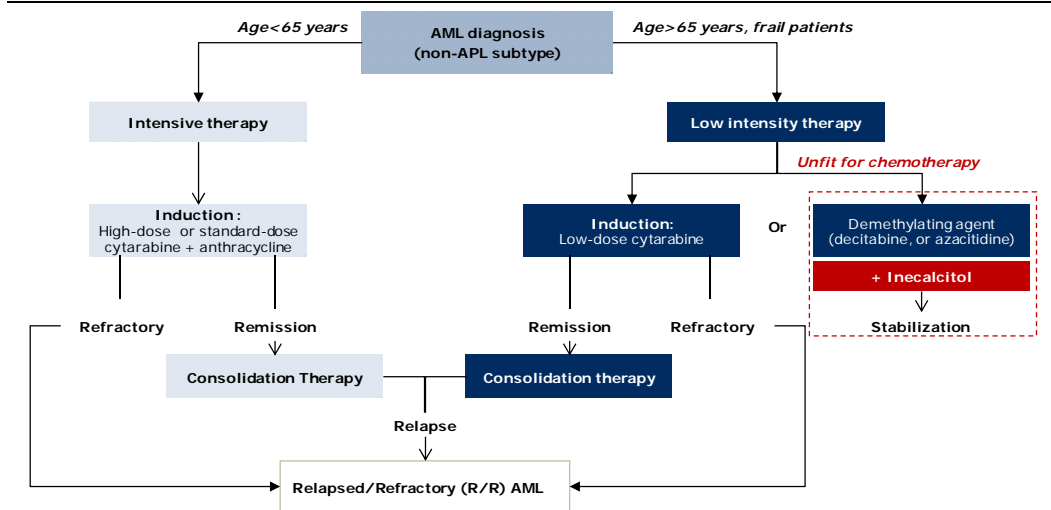 Age<65 years
AML diagnosis
(non-APL subtype)
Age>65 years, frail patients
Intensive therapy
Low intensity therapy
Unfit for chemotherapy
Induction:
High-dose or standard-dose
cytarabine + anthracycline
Induction:
Low-dose cytarabine
Or
Demethylating agent
(decitabine, or azacitidine)
+ Inecalcitol
Refractory
Remission
Remission
Refractory
Stabilization
Consolidation Therapy
Consolidation therapy
Relapse
Relapsed/Refractory (R/R) AML